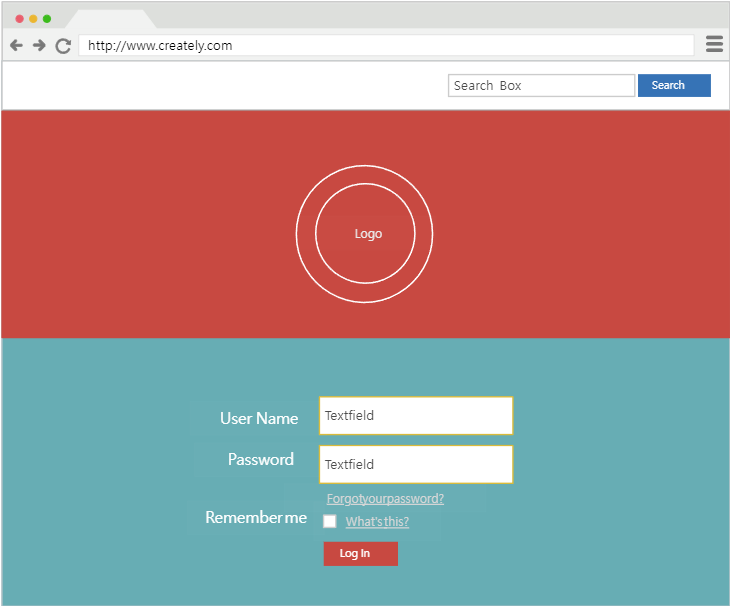 http://www.creately.com
Search Box
Search
Logo
User Name
Textfield
Password
Textfield
Forgotyourpassword?
Remember me
What's this?
Log In